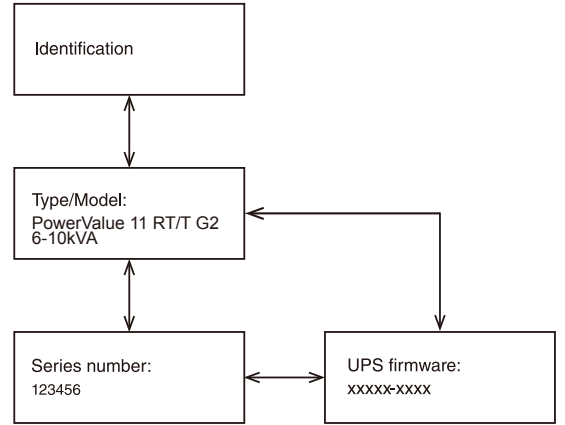 Identification
Type/Model:
PowerValue 11 RT/T G2
6-10kVA
Series number:
123456
UPS firmware:
xxxxx-xxxx